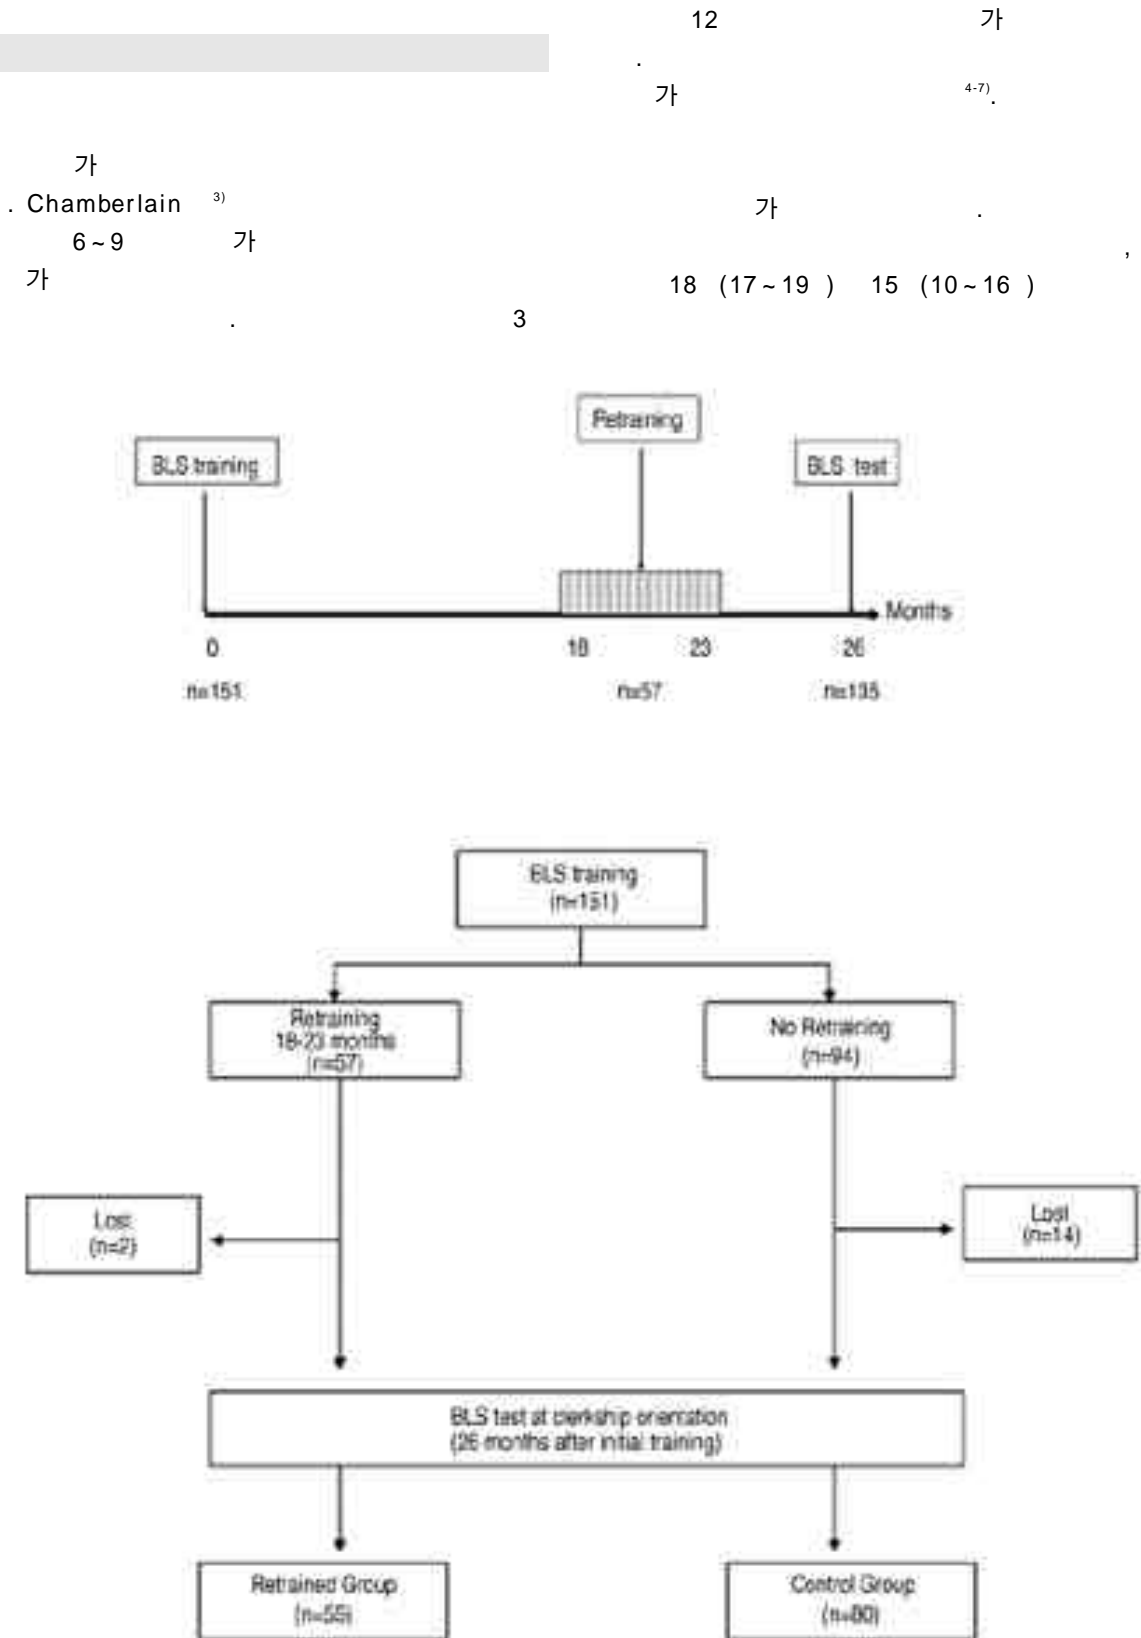 가
. Chamberlain 3)
6~9 가
가
. 3
12 가
.
가 4-7).
가 .
,
18 (17~19 ) 15 (10~16 )
Retraining
BLS training
BLS test
Months
0 18 23 26
n=151 n=57 n=135
BLS training
(n=151)
Retraining
18-23 months
(n=57)
No Retraining
(n=94)
Lost
(n=2)
Lost
(n=14)
BLS test at clerkship orientation
(26 months after initial training)
Retrained Group
(n=55)
Control Group
(n=80)